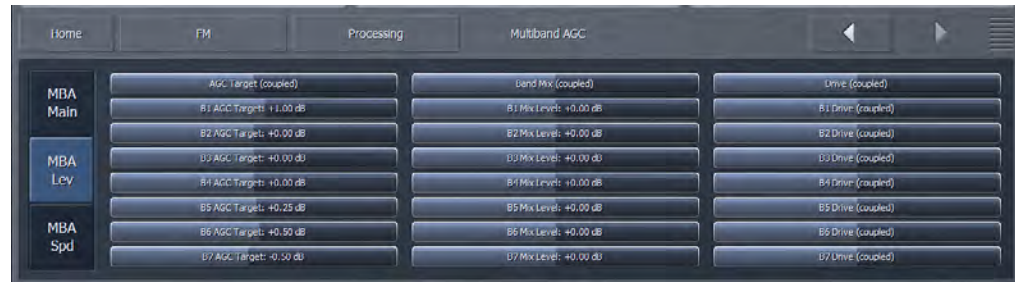 Home FM Processing Multiband AGC
MBA
Main
MBA
Lev
MBA
Spd
AGC Target (coupled) Band Mix (coupled) Drive (coupled)
B1 AGC Target: +1.00 dB B1 Mix Level: +0.00 dB B1 Drive (coupled)
B2 AGC Target: +0.00 dB B2 Mix Level: +0.00 dB B2 Drive (coupled)
B3 AGC Target: +0.00 dB B3 Mix Level: +0.00 dB B3 Drive (coupled)
B4 AGC Target: +0.00 dB B4 Mix Level: +0.00 dB B4 Drive (coupled)
B5 AGC Target: +0.25 dB B5 Mix Level: +0.00 dB B5 Drive (coupled)
B6 AGC Target: +0.50 dB B6 Mix Level: +0.00 dB B6 Drive (coupled)
B7 AGC Target: -0.50 dB B7 Mix Level: +0.00 dB B7 Drive (coupled)